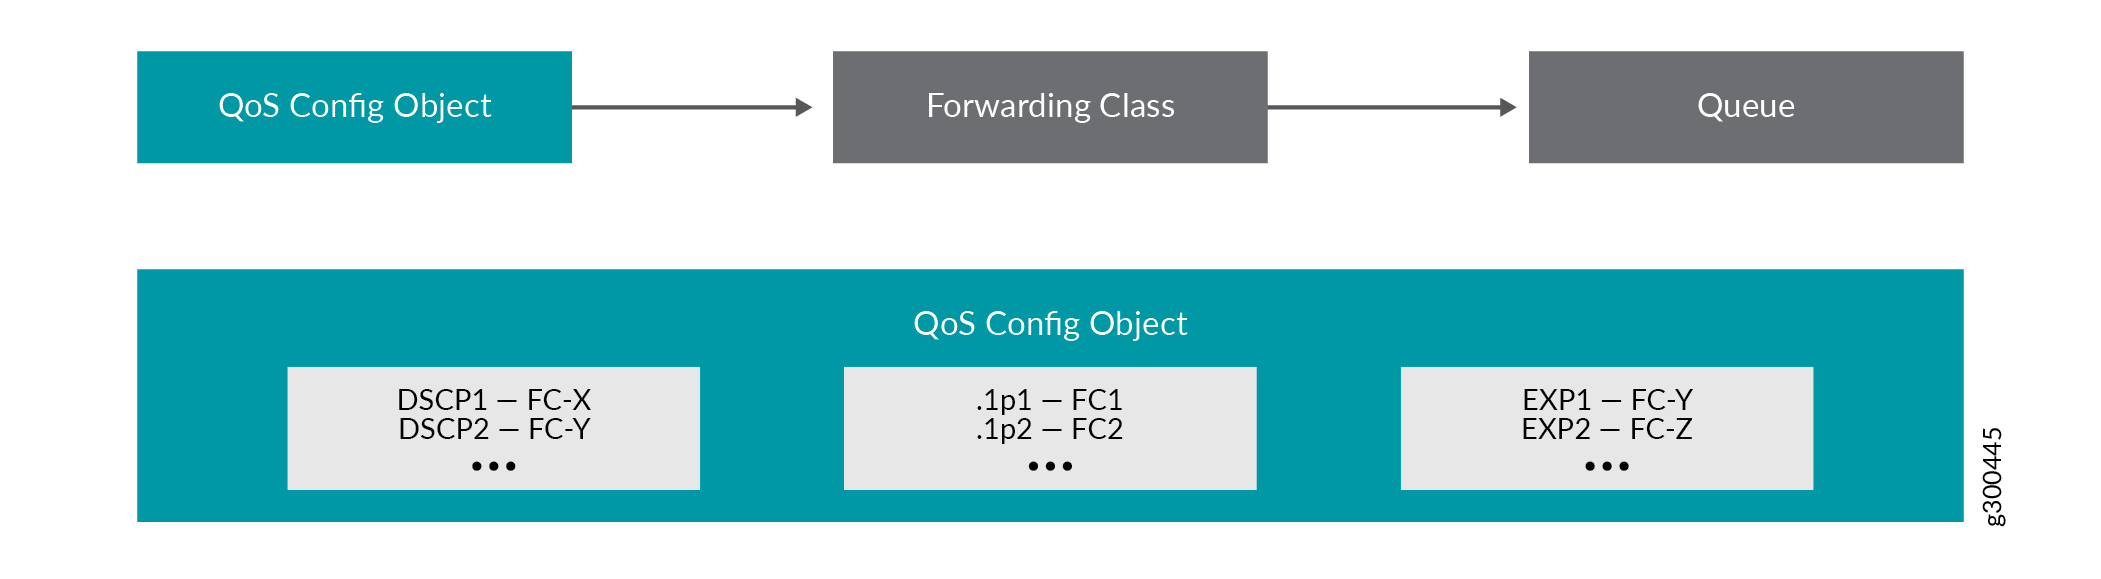 QoS Config Object
Forwarding Class
Queue
QoS Config Object
DSCP1 – FC-X
DSCP2 – FC-Y
•••
.1p1 – FC1
.1p2 – FC2
•••
EXP1 – FC-Y
EXP2 – FC-Z
•••
g300445